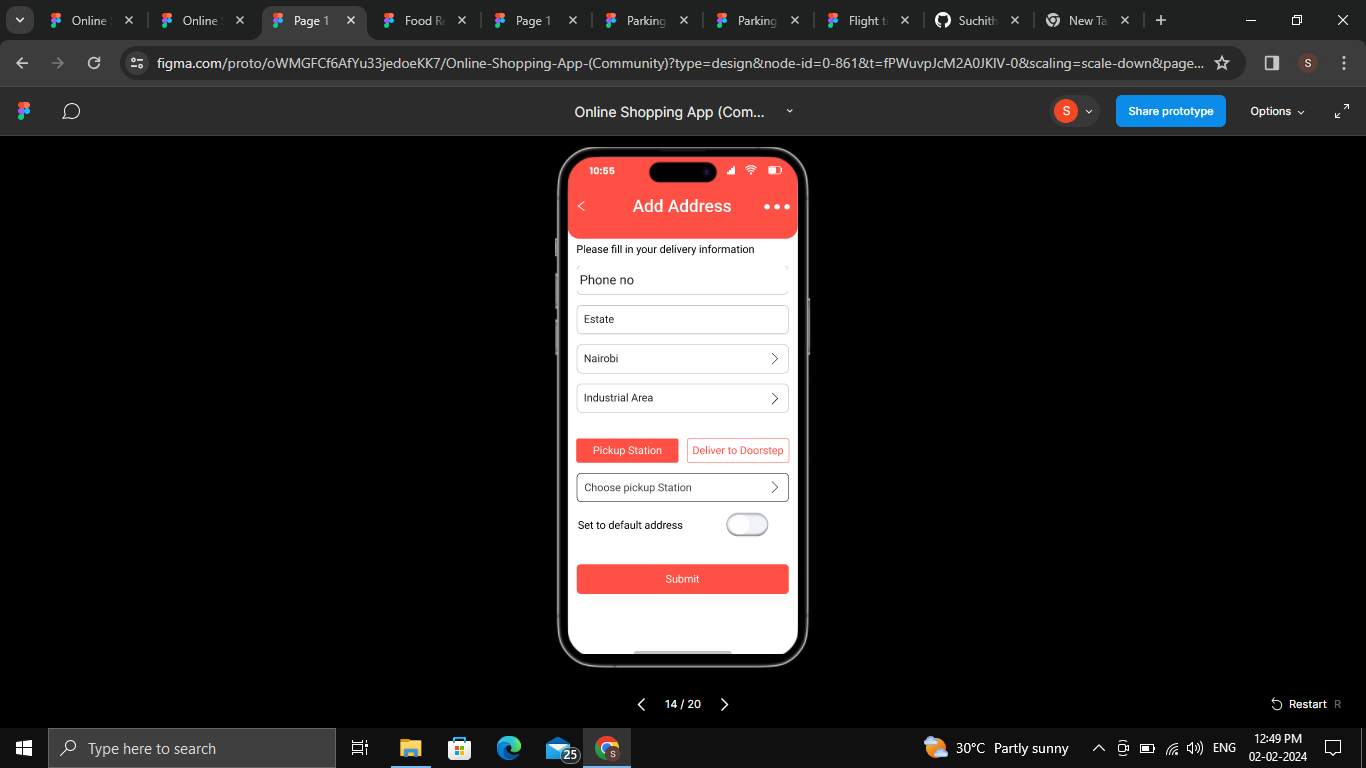 Online
Online
Page 1
Food Re
Page 1
Parking
Parking
Flight ti
Suchith
New Ta
figma.com/proto/oWMGFCf6AfYu33jedoeKK7/Online-Shopping-App-(Community)?type=design&node-id=0-861&t=fPWuvpJcM2A0JKlV-0&scaling=scale-down&page...
S
Online Shopping App (Com...
S
Share prototype
Options
10:55
Add Address
Please fill in your delivery information
Phone no
Estate
Nairobi
Industrial Area
Pickup Station
Deliver to Doorstep
Choose pickup Station
Set to default address
Submit
14 / 20
Restart R
Type here to search
25
S
30°C Partly sunny
ENG
12:49 PM
02-02-2024